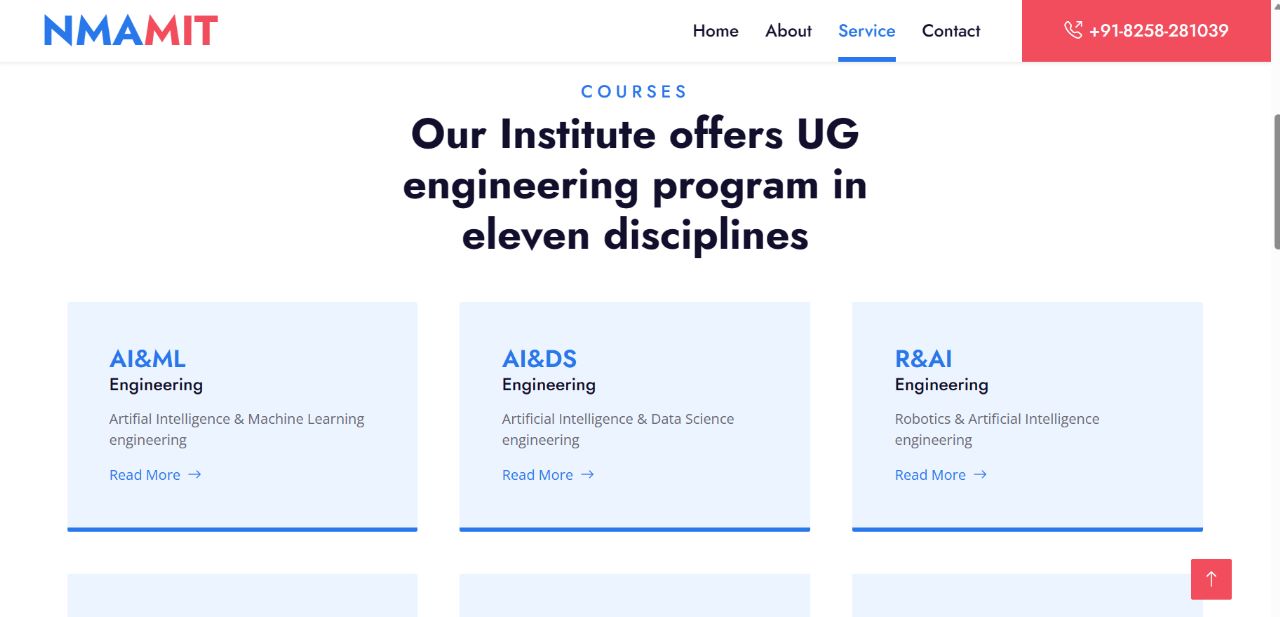 NMAMIT
Home About Service Contact
+91-8258-281039
COURSES
Our Institute offers UG
engineering program in
eleven disciplines
AI&ML
Engineering
Artifial Intelligence & Machine Learning
engineering
Read More →
AI&DS
Engineering
Artificial Intelligence & Data Science
engineering
Read More →
R&AI
Engineering
Robotics & Artificial Intelligence
engineering
Read More →